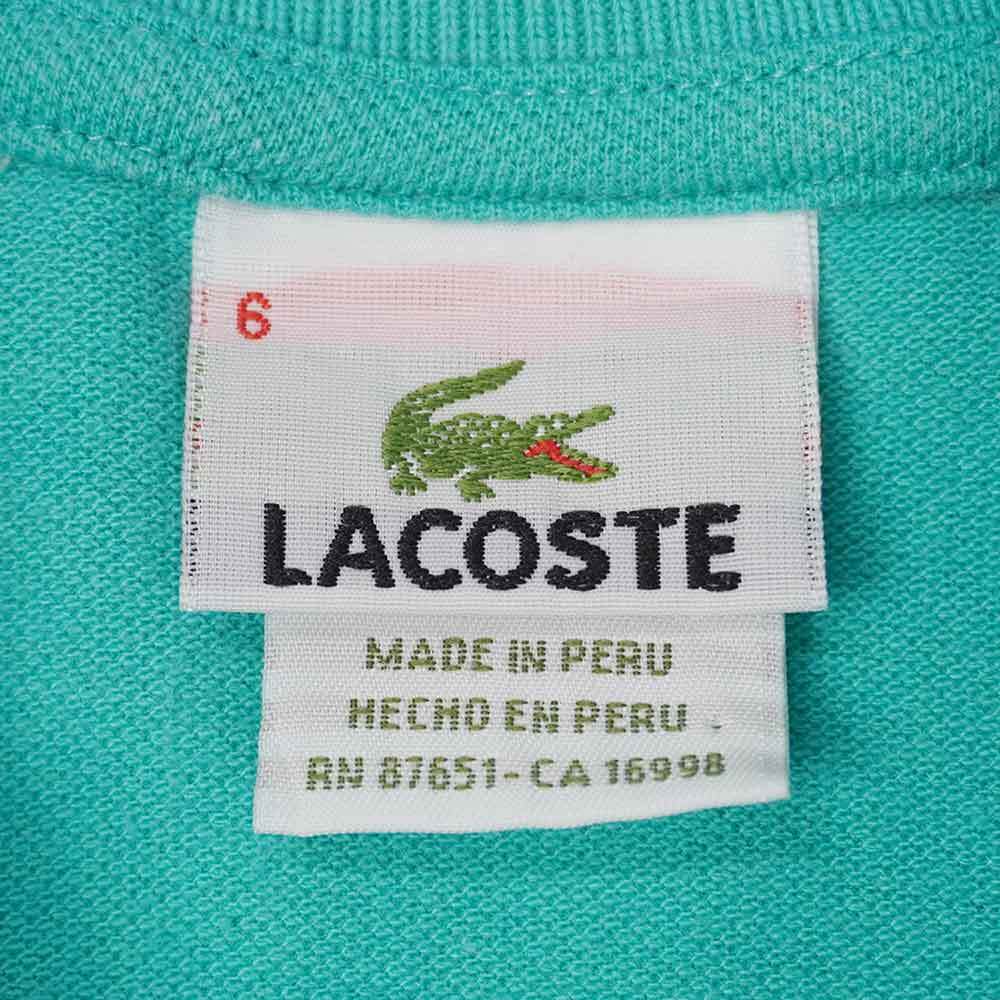 6
LACOSTE
MADE IN PERU
HECHO EN PERU .
RN 87651-CA 16998